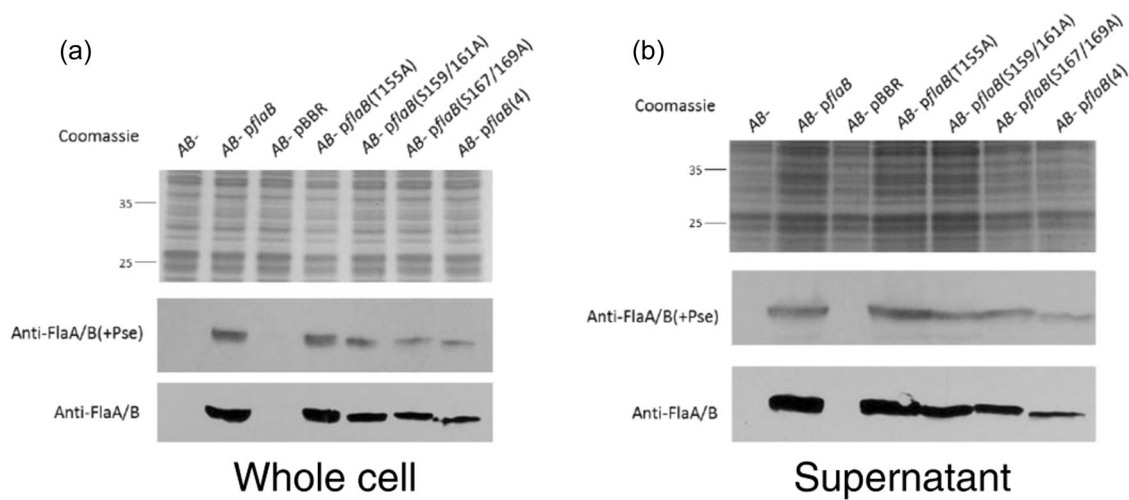 (a)
Coomassie
AB-
AB- pflaB
AB- pBBR
AB- pflaB(T155A)
AB- pflaB(S159/161A)
AB- pflaB(S167/169A)
AB- pflaB(4)
35
25
Anti-FlaA/B(+Pse)
Anti-FlaA/B
Whole cell
(b)
Coomassie
AB-
AB- pflaB
AB- pBBR
AB- pflaB(T155A)
AB- pflaB(S159/161A)
AB- pflaB(S167/169A)
AB- pflaB(4)
35
25
Anti-FlaA/B(+Pse)
Anti-FlaA/B
Supernatant